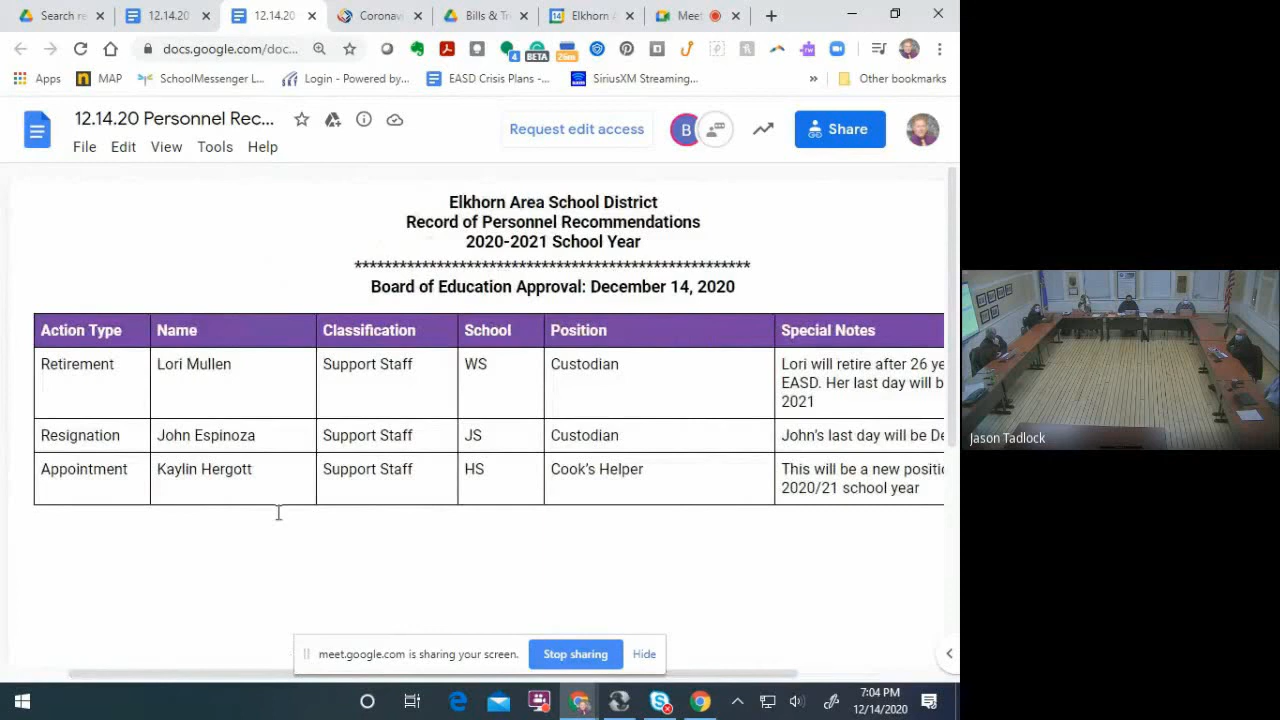 Search re
12.14.20
12.14.20
Coronav
Bills & Tr
14
Elkhorn A
Meet
docs.google.com/doc...
4
BETA
Apps
MAP
SchoolMessenger L...
Login - Powered by...
EASD Crisis Plans -...
SiriusXM Streaming...
»
Other bookmarks
12.14.20 Personnel Rec...
Request edit access
B
Share
File Edit View Tools Help
Elkhorn Area School District
Record of Personnel Recommendations
2020-2021 School Year
*****************************************************
Board of Education Approval: December 14, 2020
Action Type Name Classification School Position Special Notes
Retirement Lori Mullen Support Staff WS Custodian Lori will retire after 26 ye
EASD. Her last day will b
2021
Resignation John Espinoza Support Staff JS Custodian John's last day will be De
Appointment Kaylin Hergott Support Staff HS Cook's Helper This will be a new positi
2020/21 school year
Jason Tadlock
meet.google.com is sharing your screen.
Stop sharing
Hide
7:04 PM
12/14/2020